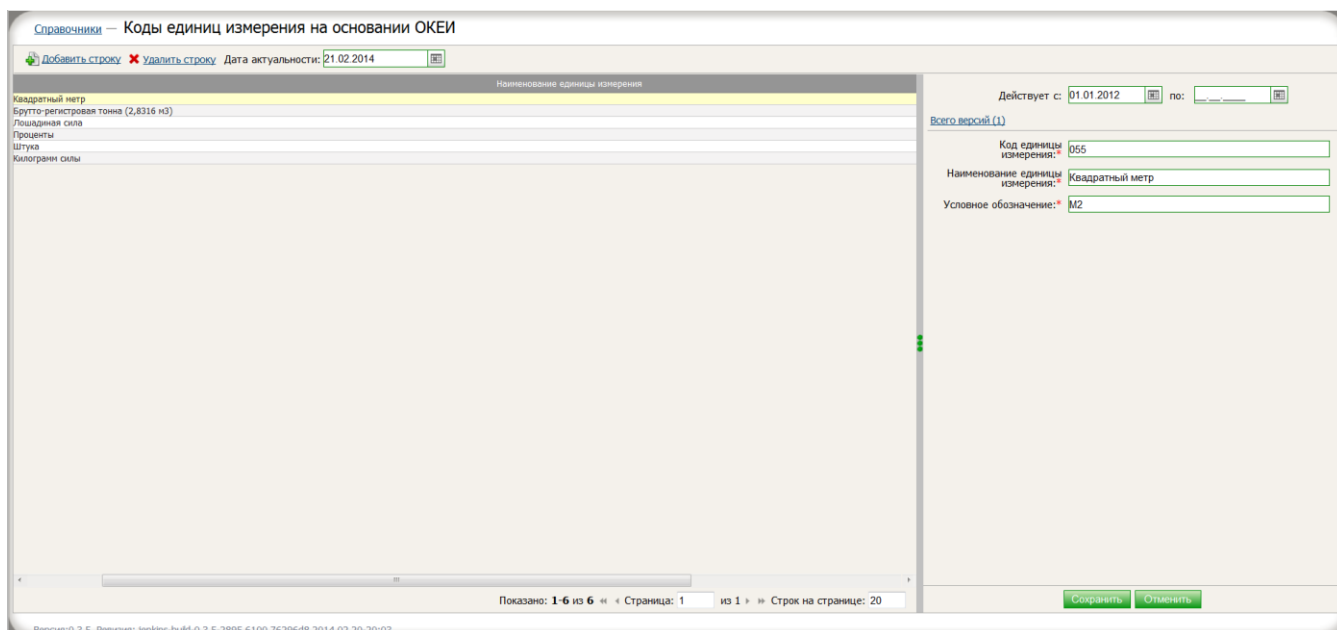 Справочники — Коды единиц измерения на основании ОКЕИ
Добавить строку Удалить строку Дата актуальности: 21.02.2014
Наименование единицы измерения
Квадратный метр
Брутто-регистровая тонна (2,8316 м3)
Лошадиная сила
Проценты
Штука
Килограмм силы
Действует с: 01.01.2012 по: __.__.____
Всего версий (1)
Код единицы
измерения:* 055
Наименование единицы
измерения:* Квадратный метр
Условное обозначение:* М2
Показано: 1-6 из 6 Страница: 1 из 1 Строк на странице: 20
Сохранить Отменить